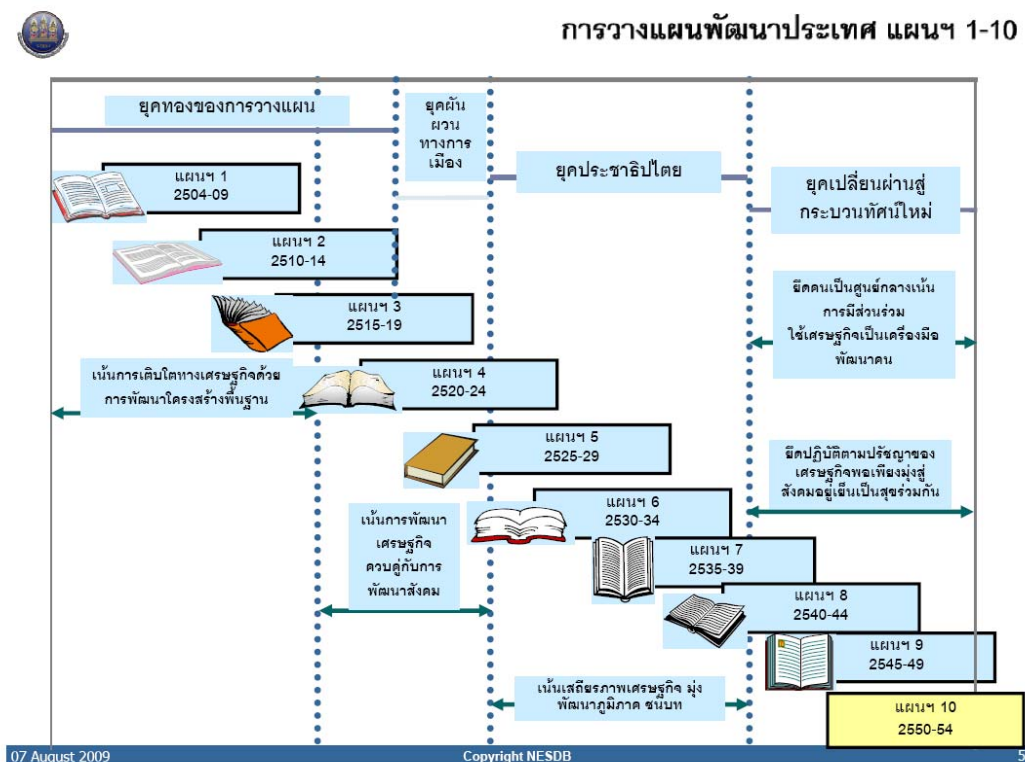 การวางแผนพัฒนาประเทศ แผนฯ 1-10
ยุคทองของการวางแผน
ยุคผัน
ผวน
ทางการ
เมือง
ยุคประชาธิปไตย
ยุคเปลี่ยนผ่านสู่
กระบวนทัศน์ใหม่
แผนฯ 1
2504-09
แผนฯ 2
2510-14
แผนฯ 3
2515-19
ยึดคนเป็นศูนย์กลางเน้น
การมีส่วนร่วม
ใช้เศรษฐกิจเป็นเครื่องมือ
พัฒนาคน
เน้นการเติบโตทางเศรษฐกิจด้วย
การพัฒนาโครงสร้างพื้นฐาน
แผนฯ 4
2520-24
แผนฯ 5
2525-29
ยึดปฏิบัติตามปรัชญาของ
เศรษฐกิจพอเพียงมุ่งสู่
สังคมอยู่เย็นเป็นสุขร่วมกัน
แผนฯ 6
2530-34
เน้นการพัฒนา
เศรษฐกิจ
ควบคู่กับการ
พัฒนาสังคม
แผนฯ 7
2535-39
แผนฯ 8
2540-44
แผนฯ 9
2545-49
เน้นเสถียรภาพเศรษฐกิจ มุ่ง
พัฒนาภูมิภาค ชนบท
แผนฯ 10
2550-54
07 August 2009
Copyright NESDB
5